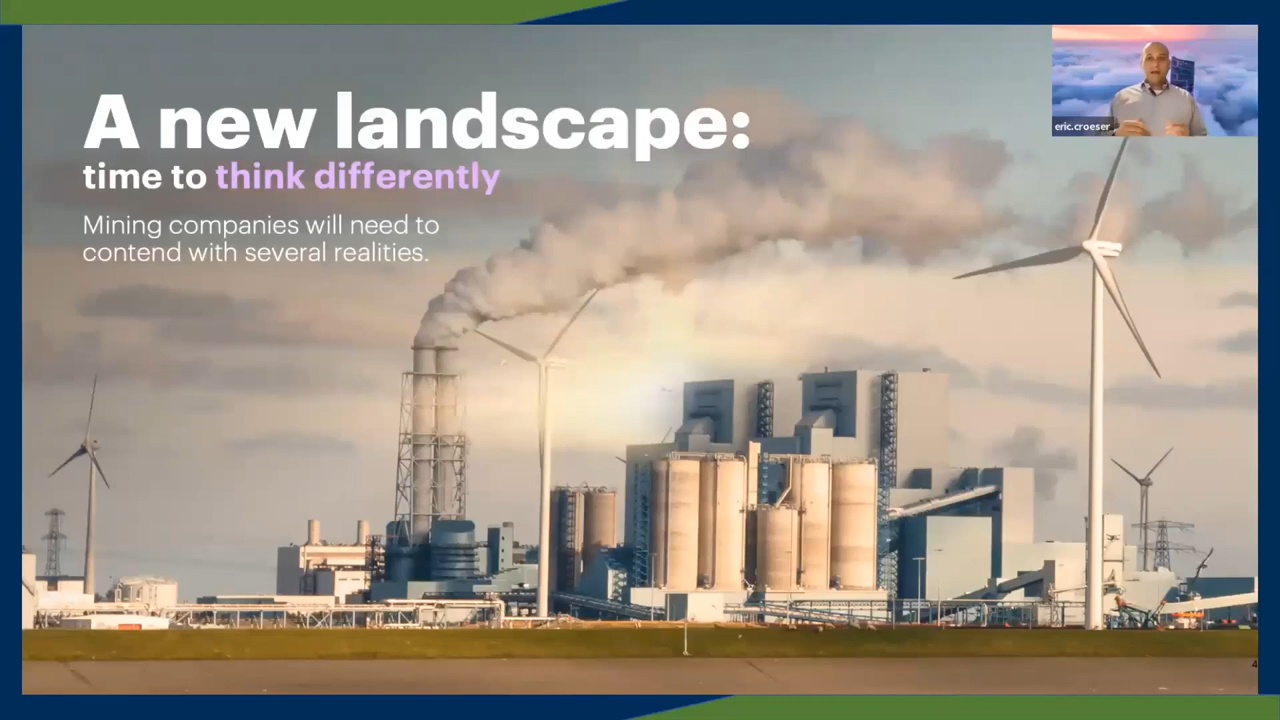 A new landscape:
time to think differently
Mining companies will need to
contend with several realities.
eric.croeser
4